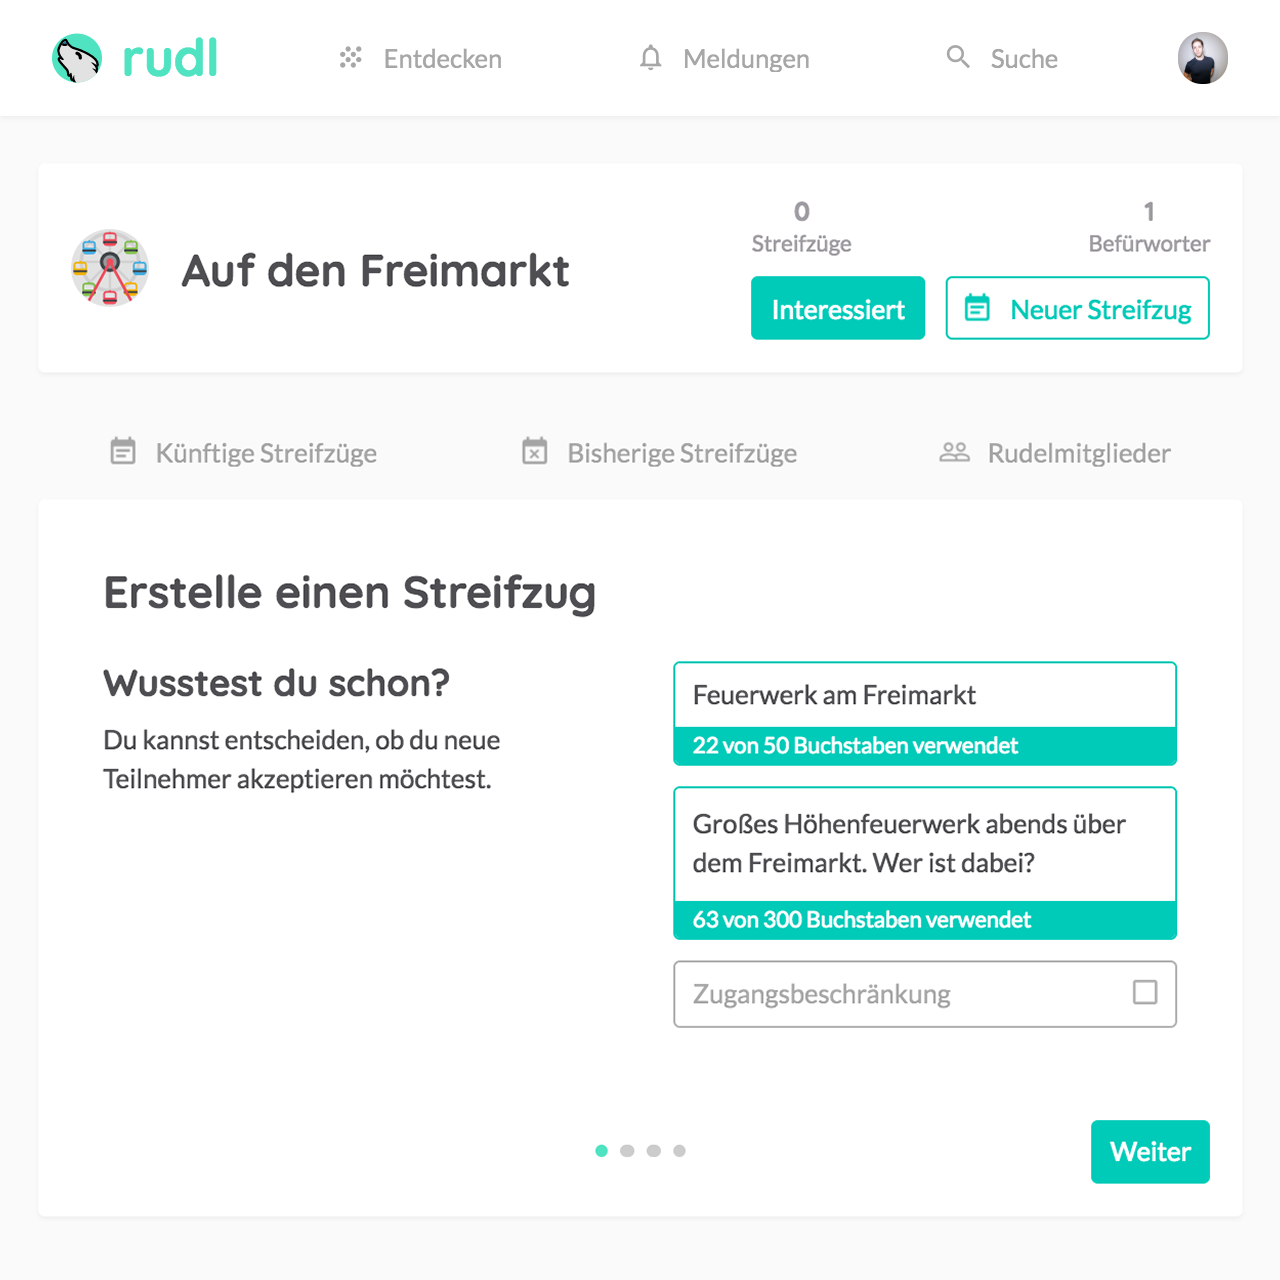 rudl
Entdecken
Meldungen
Suche
Auf den Freimarkt
0
Streifzüge
1
Befürworter
Interessiert
Neuer Streifzug
Künftige Streifzüge
Bisherige Streifzüge
Rudelmitglieder
Erstelle einen Streifzug
Wusstest du schon?
Du kannst entscheiden, ob du neue
Teilnehmer akzeptieren möchtest.
Feuerwerk am Freimarkt
22 von 50 Buchstaben verwendet
Großes Höhenfeuerwerk abends über
dem Freimarkt. Wer ist dabei?
63 von 300 Buchstaben verwendet
Zugangsbeschränkung
Weiter